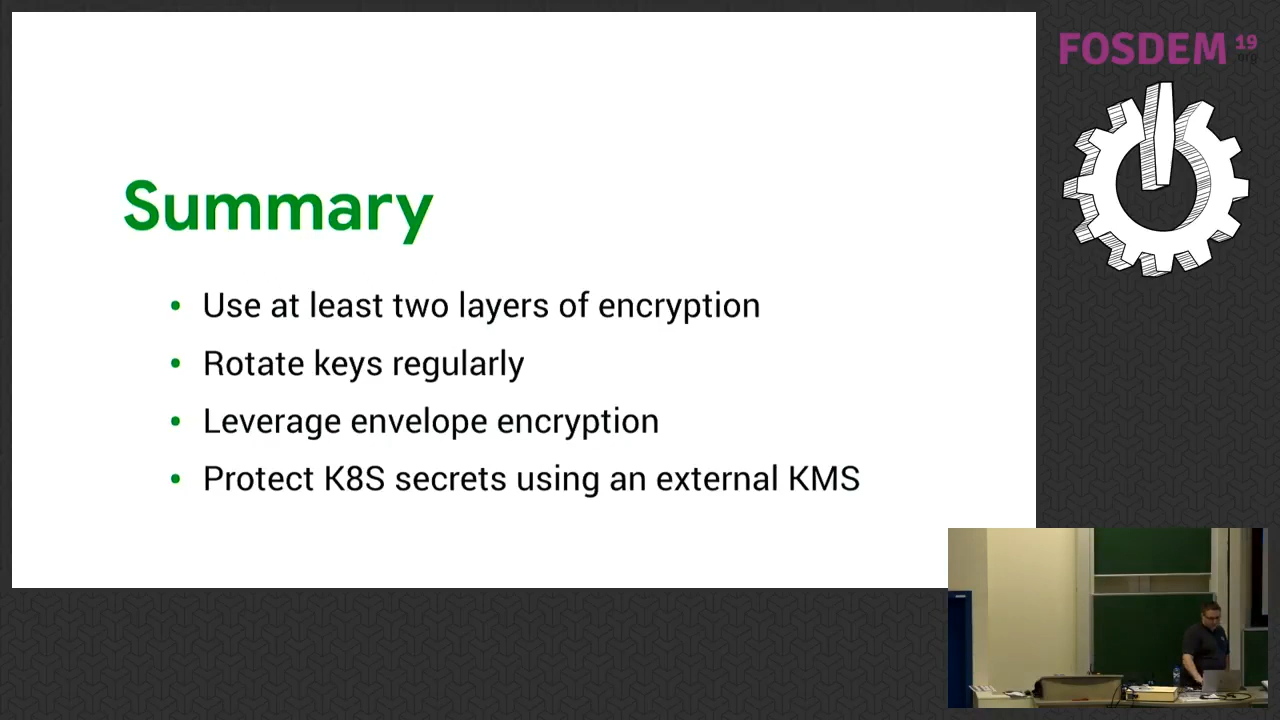 Summary
• Use at least two layers of encryption
• Rotate keys regularly
• Leverage envelope encryption
• Protect K8S secrets using an external KMS
FOSDEM 19
.org